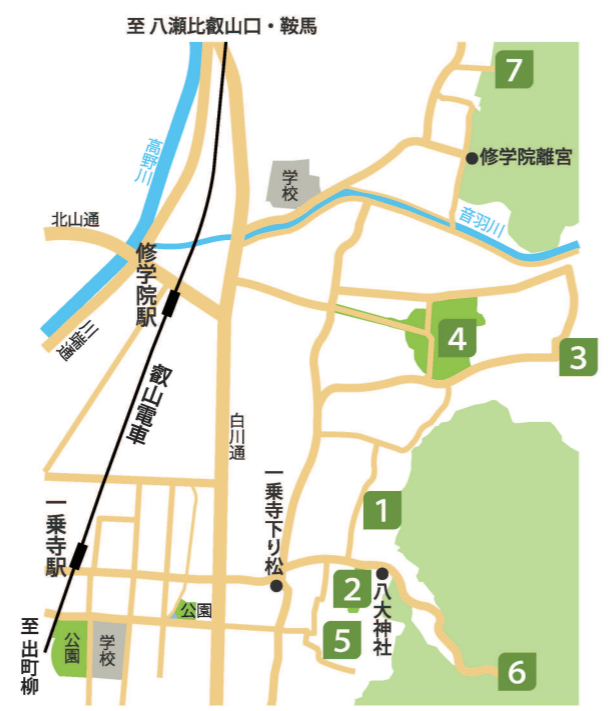 至 八瀬比叡山口・鞍馬
7
高野川
修学院離宮
学校
音羽川
北山通
修学院駅
川端通
4
3
叡山電車
白川通
一乗寺下り松
1
一乗寺駅
2
八大神社
公園
至 出町柳
公園
学校
5
6